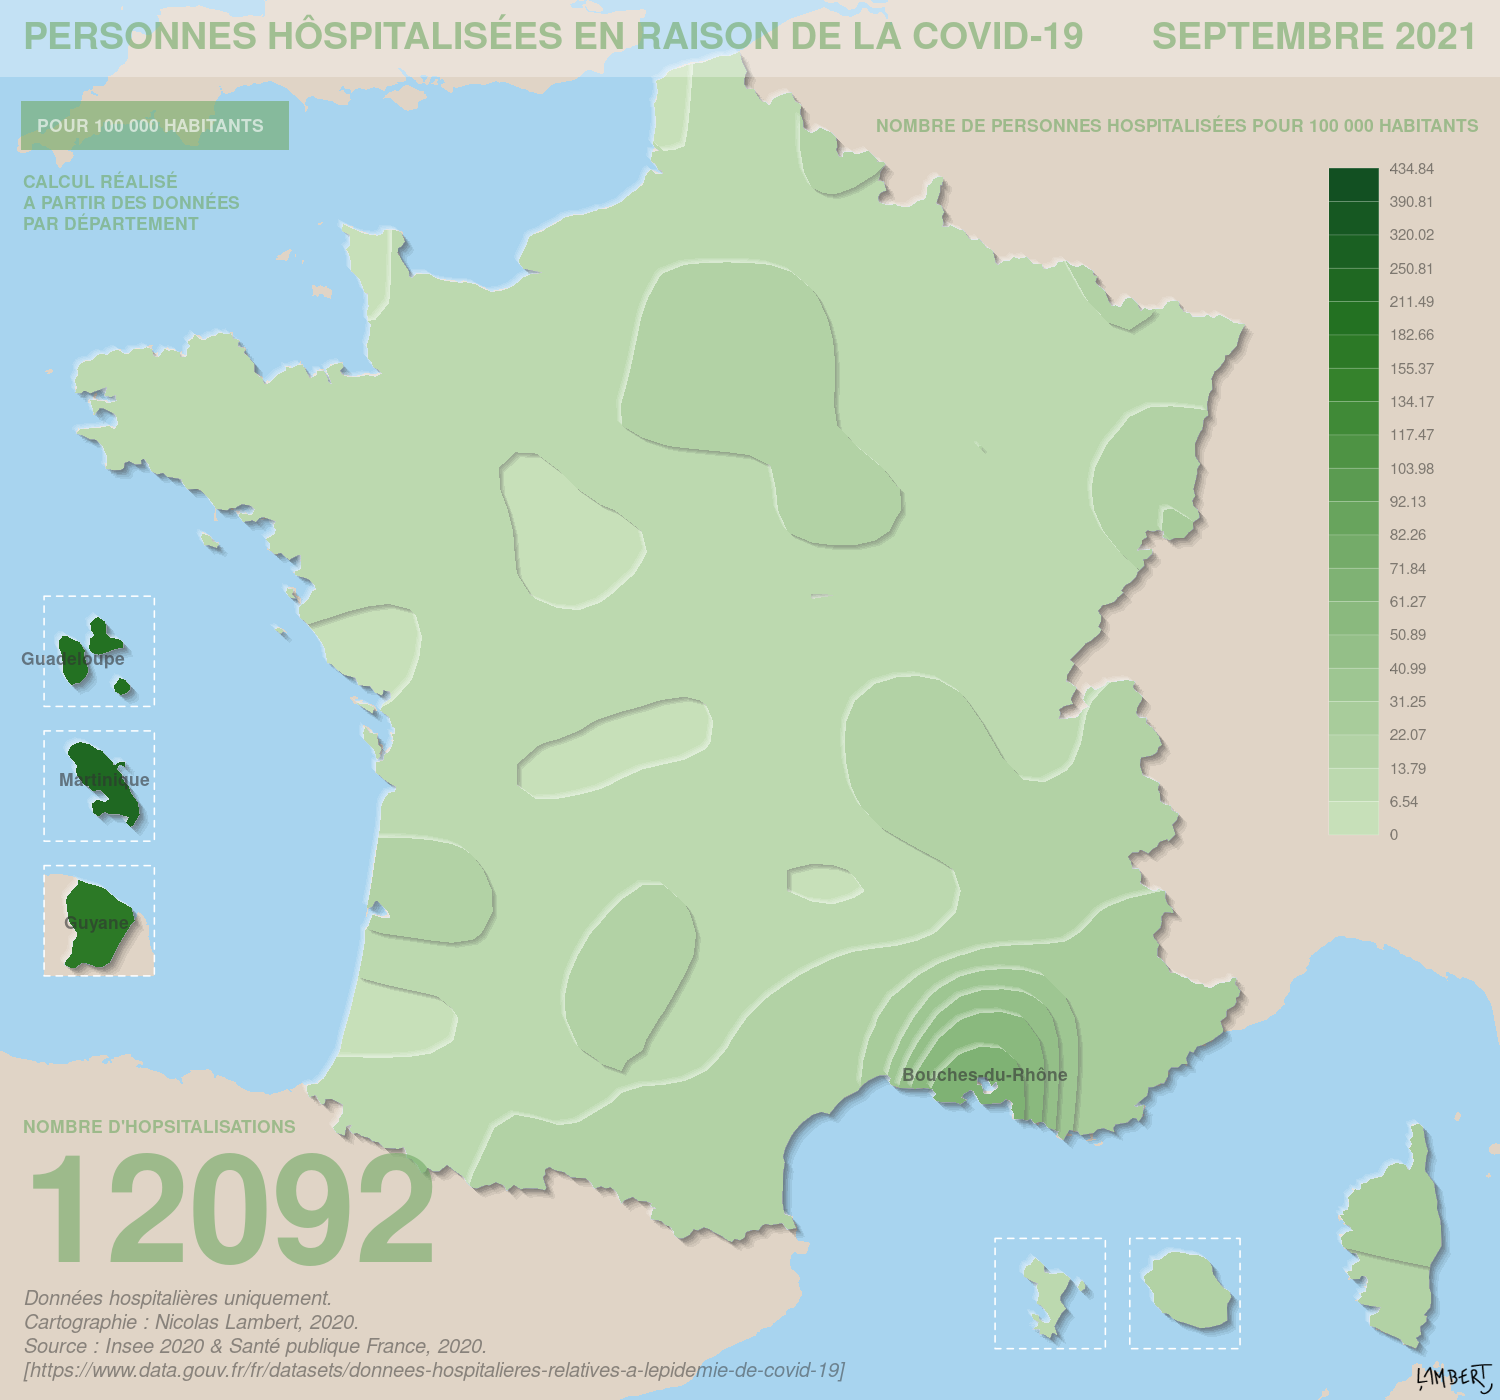 PERSONNES HÔSPITALISÉES EN RAISON DE LA COVID-19
SEPTEMBRE 2021
POUR 100 000 HABITANTS
CALCUL RÉALISÉ
A PARTIR DES DONNÉES
PAR DÉPARTEMENT
NOMBRE DE PERSONNES HOSPITALISÉES POUR 100 000 HABITANTS
434.84
390.81
320.02
250.81
211.49
182.66
155.37
134.17
117.47
103.98
92.13
82.26
71.84
61.27
50.89
40.99
31.25
22.07
13.79
6.54
0
Guadeloupe
Martinique
Guyane
Bouches-du-Rhône
NOMBRE D'HOPSITALISATIONS
12092
Données hospitalières uniquement.
Cartographie : Nicolas Lambert, 2020.
Source : Insee 2020 & Santé publique France, 2020.
[https://www.data.gouv.fr/fr/datasets/donnees-hospitalieres-relatives-a-lepidemie-de-covid-19]
LAMBERT